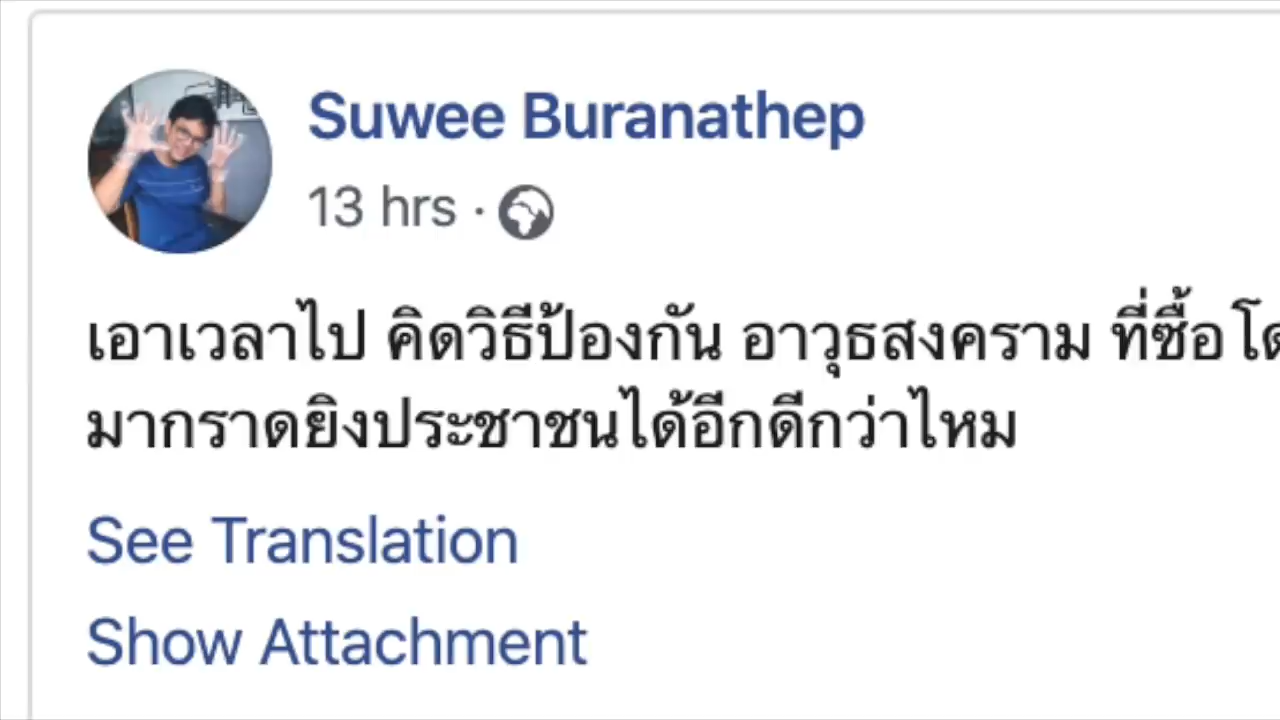 Suwee Buranathep
13 hrs ·
เอาเวลาไป คิดวิธีป้องกัน อาวุธสงคราม ที่ซื้อ
มากราดยิงประชาชนได้อีกดีกว่าไหม
See Translation
Show Attachment